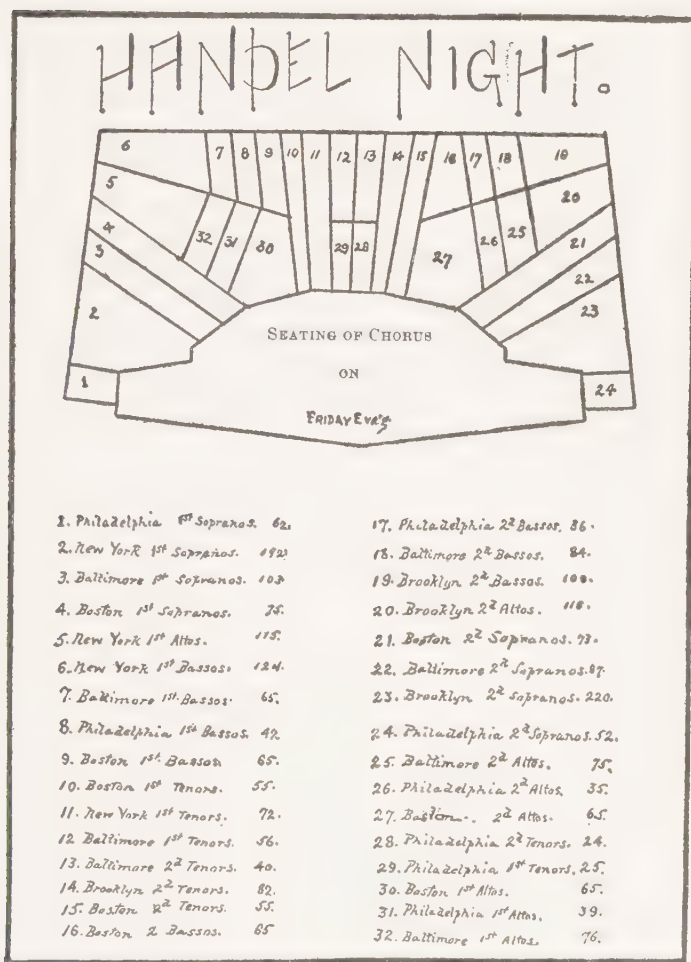 HANDEL NIGHT.
6 7 8 9 10 11 12 13 14 15 16 17 18 19
5 20
4 32 31 30 29 28 27 26 25 21
3 22
2 23
SEATING OF CHORUS
ON
1 24
FRIDAY EV'G
1. Philadelphia 1st Sopranos. 62.
2. New York 1st Sopranos. 192
3. Baltimore 1st Sopranos. 103
4. Boston 1st Sopranos. 75.
5. New York 1st Altos. 115.
6. New York 1st Bassos. 124.
7. Baltimore 1st Bassos. 65.
8. Philadelphia 1st Bassos. 42
9. Boston 1st Bassos 65.
10. Boston 1st Tenors. 55.
11. New York 1st Tenors. 72.
12 Baltimore 1st Tenors. 56.
13. Baltimore 2d Tenors. 40.
14. Brooklyn 2d Tenors. 82.
15. Boston 2d Tenors. 55.
16. Boston 2 Bassos. 65
17. Philadelphia 2d Bassos. 36.
18. Baltimore 2d Bassos. 84.
19. Brooklyn 2d Bassos. 100.
20. Brooklyn 2d Altos. 116.
21. Boston 2d Sopranos. 73.
22. Baltimore 2d Sopranos. 87.
23. Brooklyn 2d Sopranos. 220.
24. Philadelphia 2d Sopranos. 52.
25. Baltimore 2d Altos. 75.
26. Philadelphia 2d Altos. 35.
27. Boston.. 2d Altos. 65.
28. Philadelphia 2d Tenors. 24.
29. Philadelphia 1st Tenors. 25.
30. Boston 1st Altos. 65.
31. Philadelphia 1st Altos. 39.
32. Baltimore 1st Altos. 76.